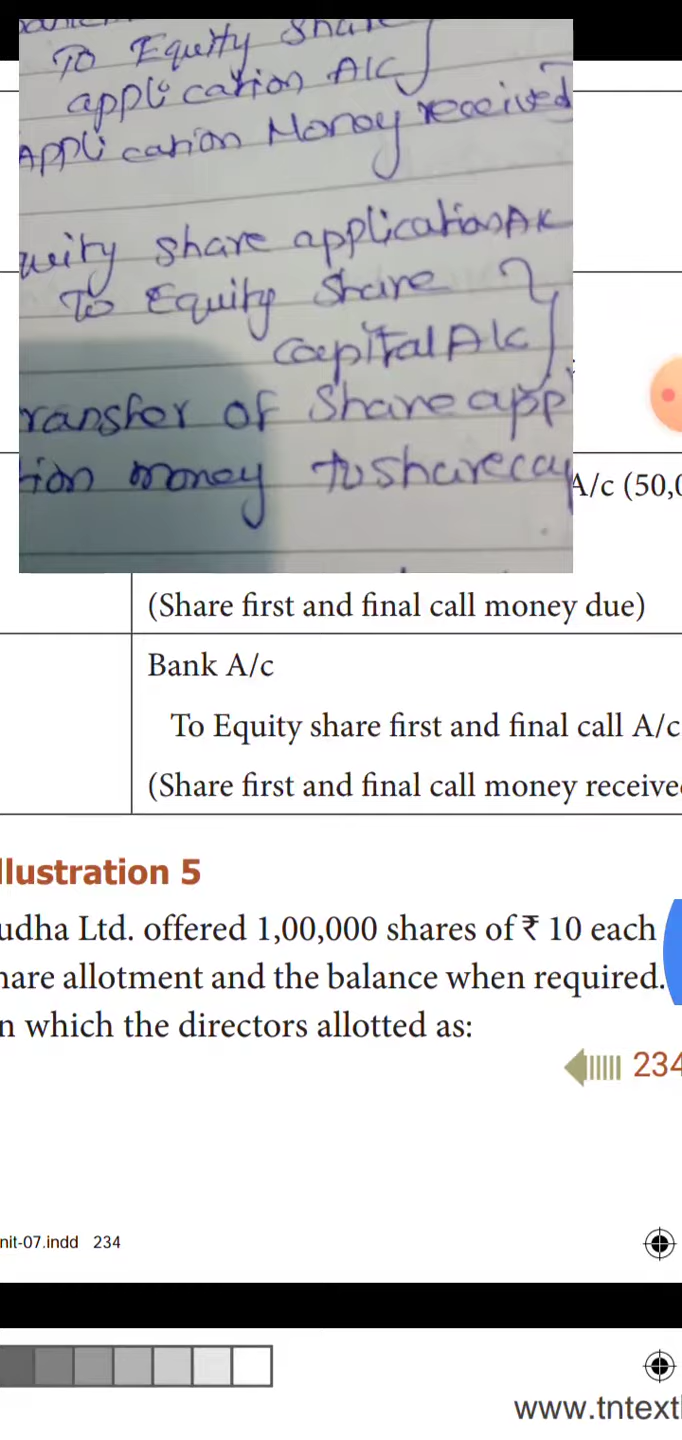 To Equity Share
application A/c
Application Money received
quity share application A/c
To Equity Share
Capital A/c
ransfer of Share app
tion money to share cap
A/c (50,0
(Share first and final call money due)
Bank A/c
To Equity share first and final call A/c
(Share first and final call money receive
llustration 5
udha Ltd. offered 1,00,000 shares of ₹ 10 each
hare allotment and the balance when required.
n which the directors allotted as:
234
nit-07.indd 234
www.tntext